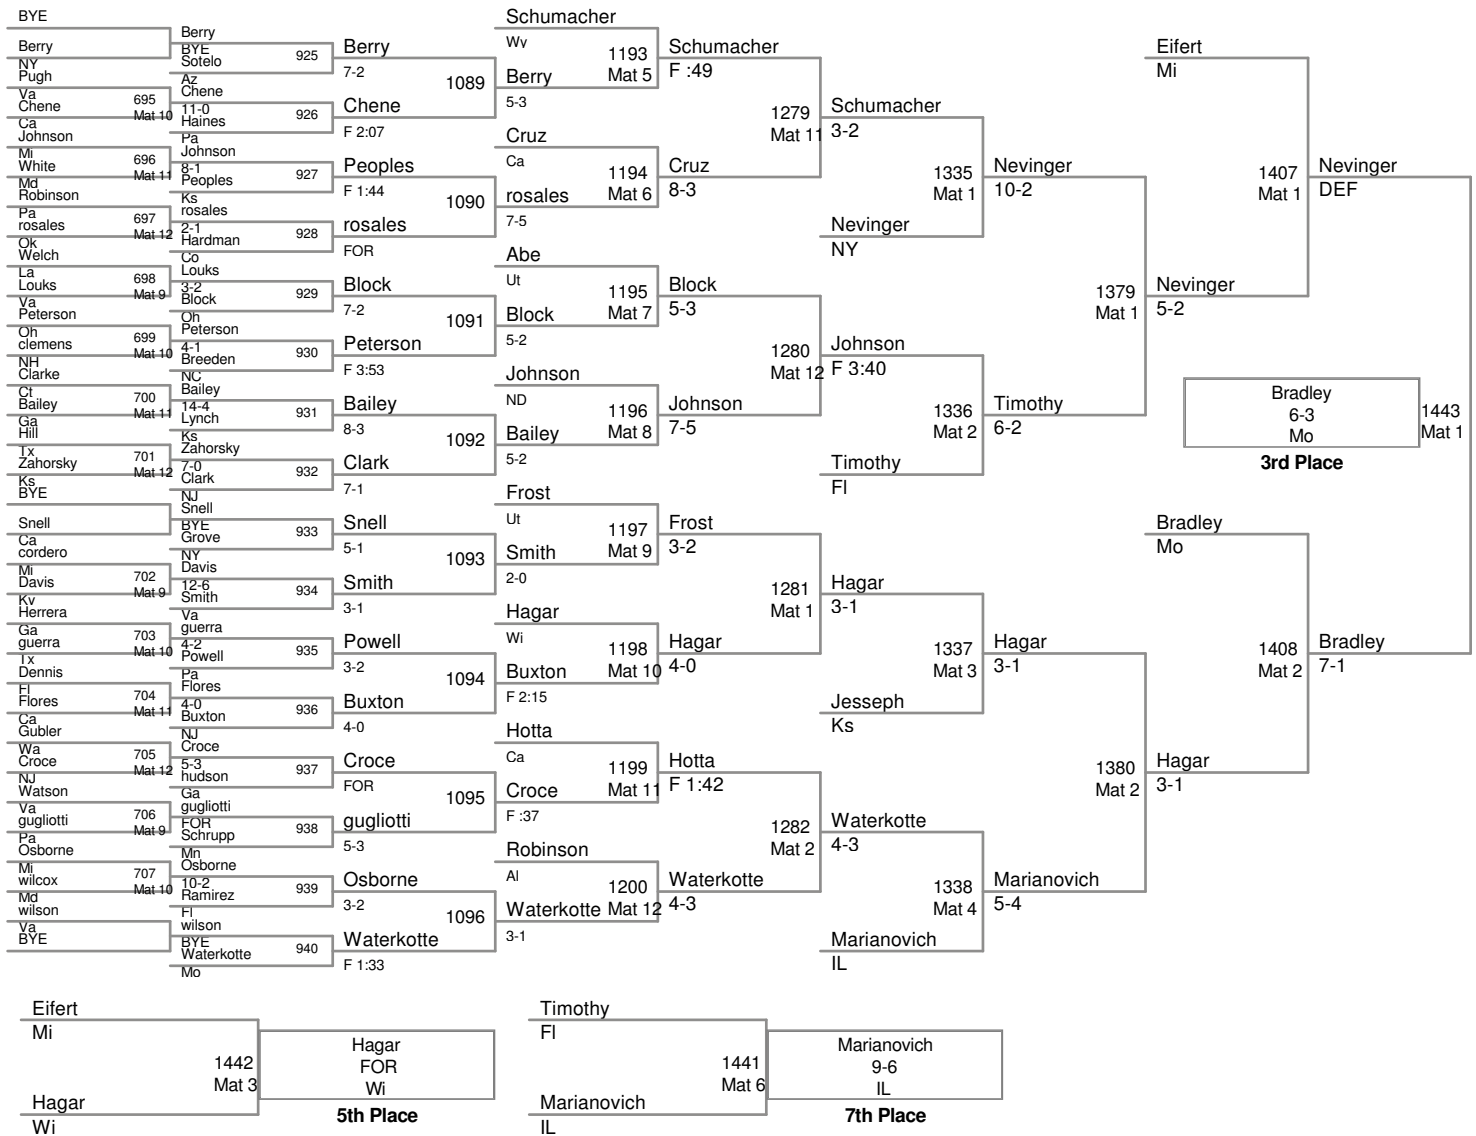 BYE
Berry
NY
Pugh
Va
Chene
Ca
Johnson
Mi
White
Md
Robinson
Pa
rosales
Ok
Welch
La
Louks
Va
Peterson
Oh
clemens
NH
Clarke
Ct
Bailey
Ga
Hill
Tx
Zahorsky
Ks
BYE
Snell
Ca
cordero
Mi
Davis
Kv
Herrera
Ga
guerra
Tx
Dennis
Fl
Flores
Ca
Gubler
Wa
Croce
NJ
Watson
Va
gugliotti
Pa
Osborne
Mi
wilcox
Md
wilson
Va
BYE
695
Mat 10
696
Mat 11
697
Mat 12
698
Mat 9
699
Mat 10
700
Mat 11
701
Mat 12
702
Mat 9
703
Mat 10
704
Mat 11
705
Mat 12
706
Mat 9
707
Mat 10
Berry
BYE
Sotelo
Az
Chene
11-0
Haines
Pa
Johnson
8-1
Peoples
Ks
rosales
2-1
Hardman
Co
Louks
3-2
Block
Oh
Peterson
4-1
Breeden
NC
Bailey
14-4
Lynch
Ks
Zahorsky
7-0
Clark
NJ
Snell
BYE
Grove
NY
Davis
12-6
Smith
Va
guerra
4-2
Powell
Pa
Flores
4-0
Buxton
NJ
Croce
5-3
hudson
Ga
gugliotti
FOR
Schrupp
Mn
Osborne
10-2
Ramirez
Fl
wilson
BYE
Waterkotte
Mo
925
926
927
928
929
930
931
932
933
934
935
936
937
938
939
940
Berry
7-2
Chene
F 2:07
Peoples
F 1:44
rosales
FOR
Block
7-2
Peterson
F 3:53
Bailey
8-3
Clark
7-1
Snell
5-1
Smith
3-1
Powell
3-2
Buxton
4-0
Croce
FOR
gugliotti
5-3
Osborne
3-2
Waterkotte
F 1:33
1089
1090
1091
1092
1093
1094
1095
1096
Schumacher
Wv
Berry
5-3
Cruz
Ca
rosales
7-5
Abe
Ut
Block
5-2
Johnson
ND
Bailey
5-2
Frost
Ut
Smith
2-0
Hagar
Wi
Buxton
F 2:15
Hotta
Ca
Croce
F :37
Robinson
Al
Waterkotte
3-1
1193
Mat 5
1194
Mat 6
1195
Mat 7
1196
Mat 8
1197
Mat 9
1198
Mat 10
1199
Mat 11
1200
Mat 12
Schumacher
F :49
Cruz
8-3
Block
5-3
Johnson
7-5
Frost
3-2
Hagar
4-0
Hotta
F 1:42
Waterkotte
4-3
1279
Mat 11
1280
Mat 12
1281
Mat 1
1282
Mat 2
Schumacher
3-2
Nevinger
NY
Johnson
F 3:40
Timothy
Fl
Hagar
3-1
Jesseph
Ks
Waterkotte
4-3
Marianovich
IL
1335
Mat 1
1336
Mat 2
1337
Mat 3
1338
Mat 4
Nevinger
10-2
Timothy
6-2
Hagar
3-1
Marianovich
5-4
1379
Mat 1
1380
Mat 2
Eifert
Mi
Nevinger
5-2
Bradley
Mo
Hagar
3-1
1407
Mat 1
1408
Mat 2
Nevinger
DEF
Bradley
7-1
Bradley
6-3
Mo
3rd Place
1443
Mat 1
Eifert
Mi
1442
Mat 3
Hagar
Wi
Hagar
FOR
Wi
5th Place
Timothy
Fl
1441
Mat 6
Marianovich
IL
Marianovich
9-6
IL
7th Place